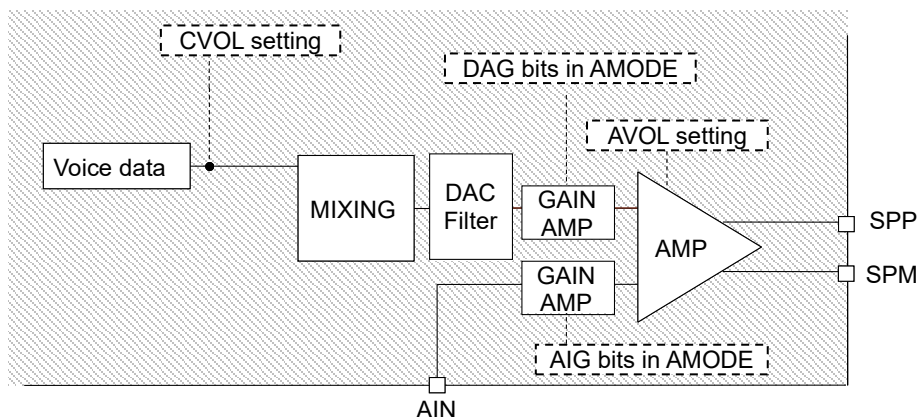 CVOL setting
DAG bits in AMODE
AVOL setting
Voice data
MIXING
DAC
Filter
GAIN
AMP
AMP
SPP
SPM
GAIN
AMP
AIG bits in AMODE
AIN